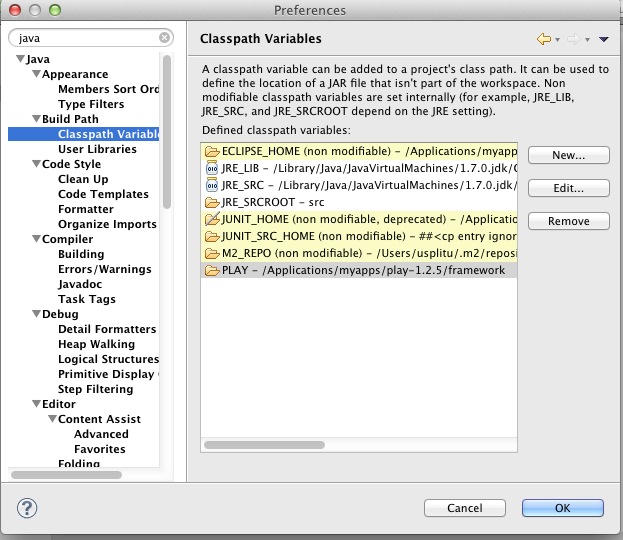 Preferences
java
Classpath Variables
Java
Appearance
Members Sort Ord
Type Filters
Build Path
Classpath Variable
User Libraries
Code Style
Clean Up
Code Templates
Formatter
Organize Imports
Compiler
Building
Errors/Warnings
Javadoc
Task Tags
Debug
Detail Formatters
Heap Walking
Logical Structures
Primitive Display
Step Filtering
Editor
Content Assist
Advanced
Favorites
Folding
A classpath variable can be added to a project's class path. It can be used to
define the location of a JAR file that isn't part of the workspace. Non
modifiable classpath variables are set internally (for example, JRE_LIB,
JRE_SRC, and JRE_SRCROOT depend on the JRE setting).
Defined classpath variables:
ECLIPSE_HOME (non modifiable) – /Applications/myapp
JRE_LIB – /Library/Java/JavaVirtualMachines/1.7.0.jdk/
JRE_SRC – /Library/Java/JavaVirtualMachines/1.7.0.jdk/
JRE_SRCROOT – src
JUNIT_HOME (non modifiable, deprecated) – /Applicatio
JUNIT_SRC_HOME (non modifiable) – ##<cp entry ignor
M2_REPO (non modifiable) – /Users/usplitu/.m2/reposi
PLAY – /Applications/myapps/play-1.2.5/framework
New...
Edit...
Remove
?
Cancel
OK